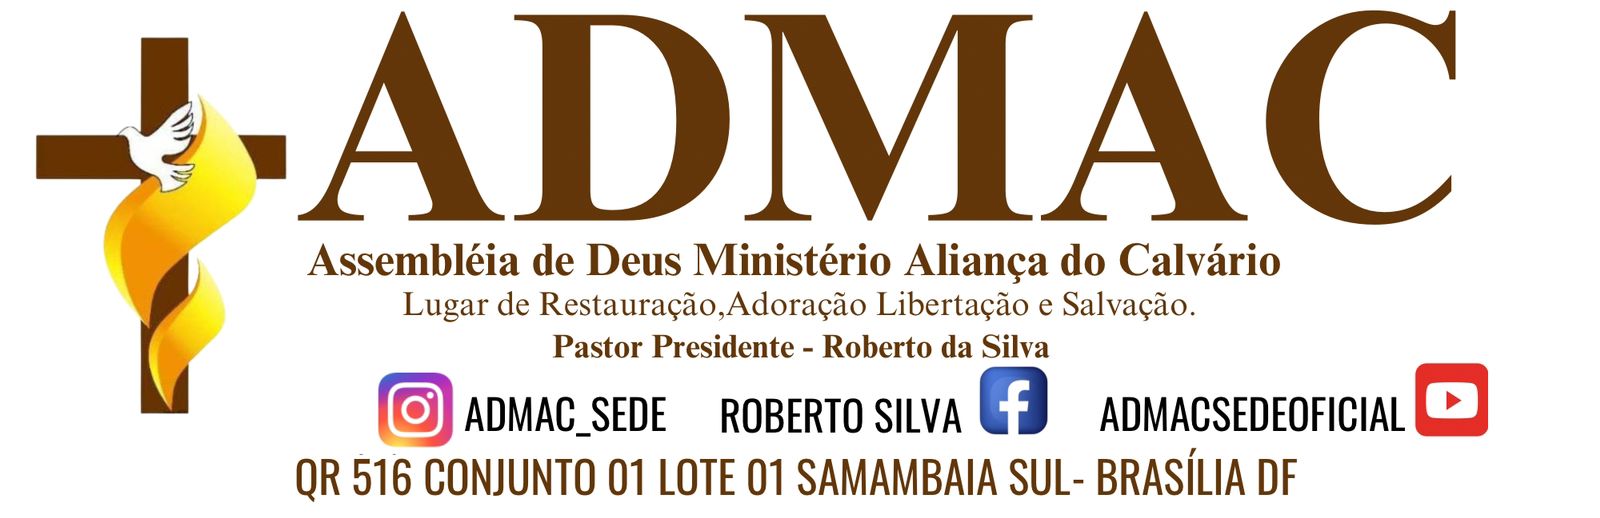 ADMAC
Assembléia de Deus Ministério Aliança do Calvário
Lugar de Restauração,Adoração Libertação e Salvação.
Pastor Presidente - Roberto da Silva
ADMAC_SEDE ROBERTO SILVA ADMACSEDEOFICIAL
QR 516 CONJUNTO 01 LOTE 01 SAMAMBAIA SUL- BRASÍLIA DF